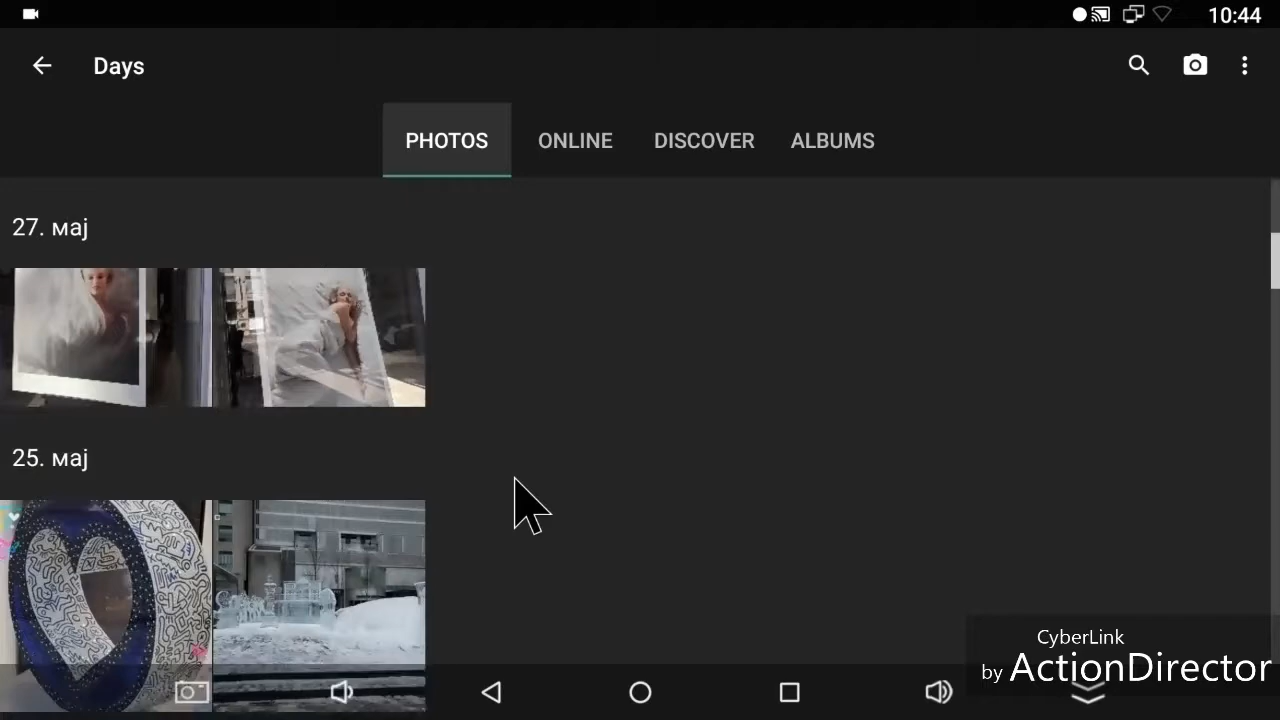 10:44
Days
PHOTOS
ONLINE
DISCOVER
ALBUMS
27. мај
25. мај
CyberLink
by ActionDirector